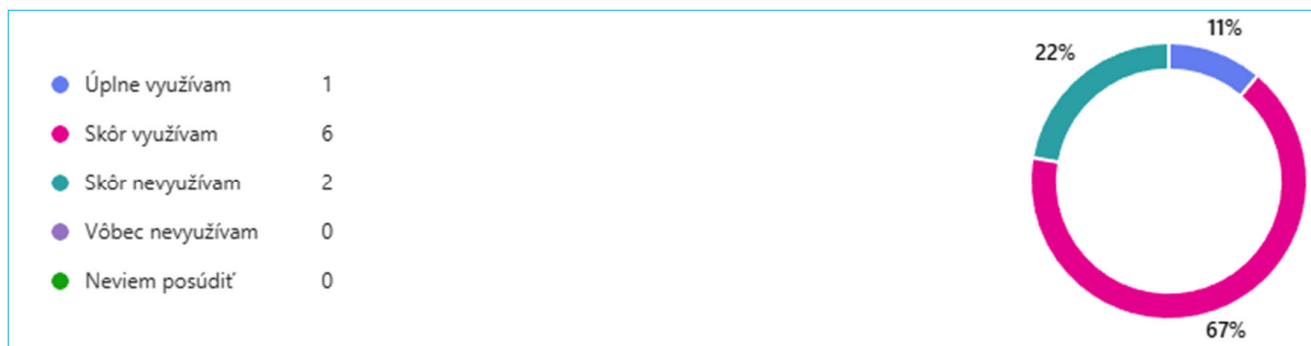 Úplne využívam 1
Skôr využívam 6
Skôr nevyužívam 2
Vôbec nevyužívam 0
Neviem posúdiť 0
11%
22%
67%